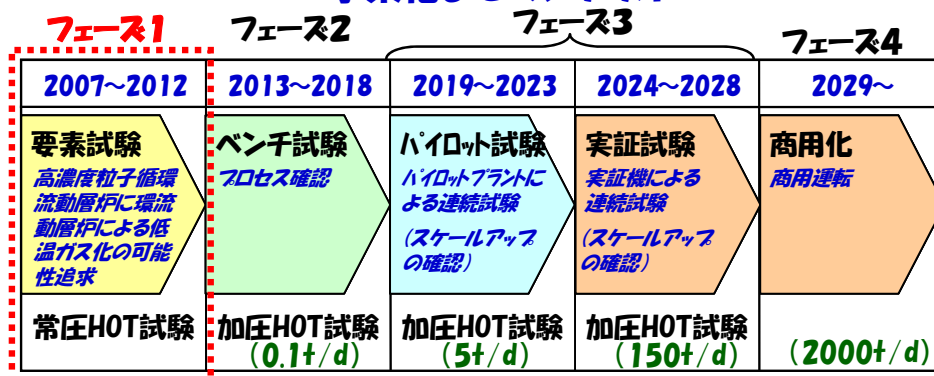 フェーズ1
フェーズ2
フェーズ3
フェーズ4
2007~2012
2013~2018
2019~2023
2024~2028
2029~
要素試験
高濃度粒子循環
流動層炉に環流
動層炉による低
温ガス化の可能
性追求
ベンチ試験
プロセス確認
パイロット試験
パイロットプラントに
よる連続試験
(スケールアップ
の確認)
実証試験
実証機による
連続試験
(スケールアップ
の確認)
商用化
商用運転
常圧HOT試験
加圧HOT試験
(0.1t/d)
加圧HOT試験
(5t/d)
加圧HOT試験
(150t/d)
(2000t/d)